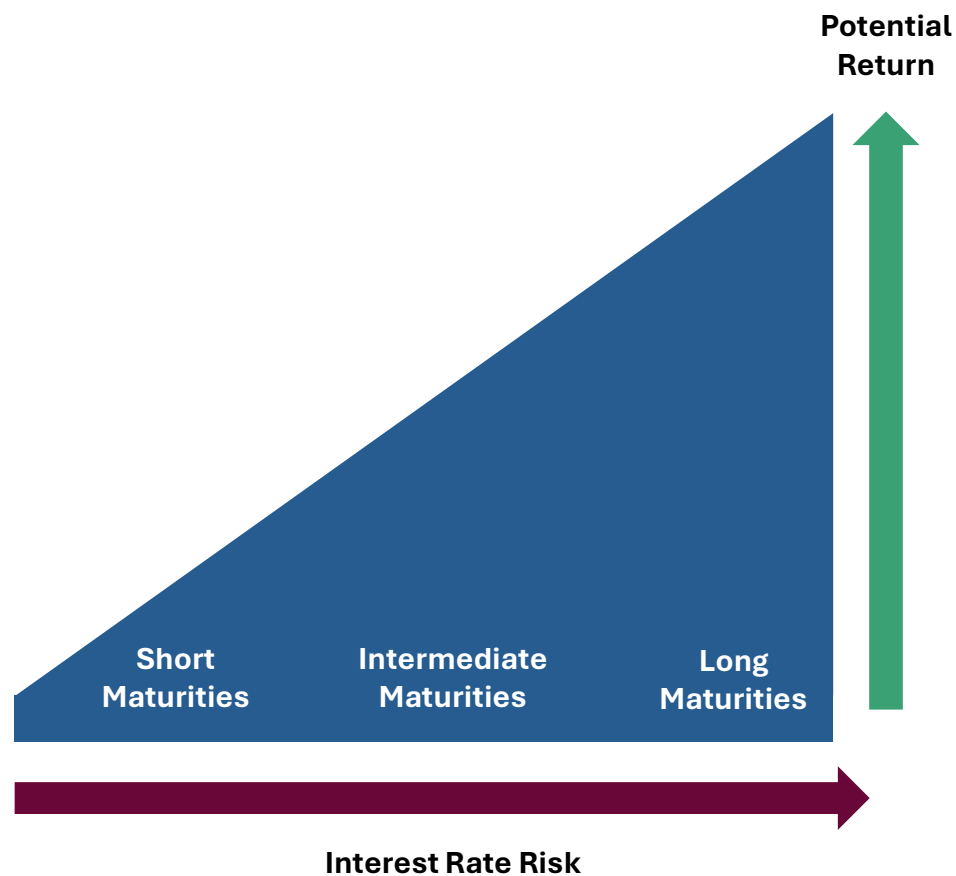 Potential
Return
Short
Maturities
Intermediate
Maturities
Long
Maturities
Interest Rate Risk